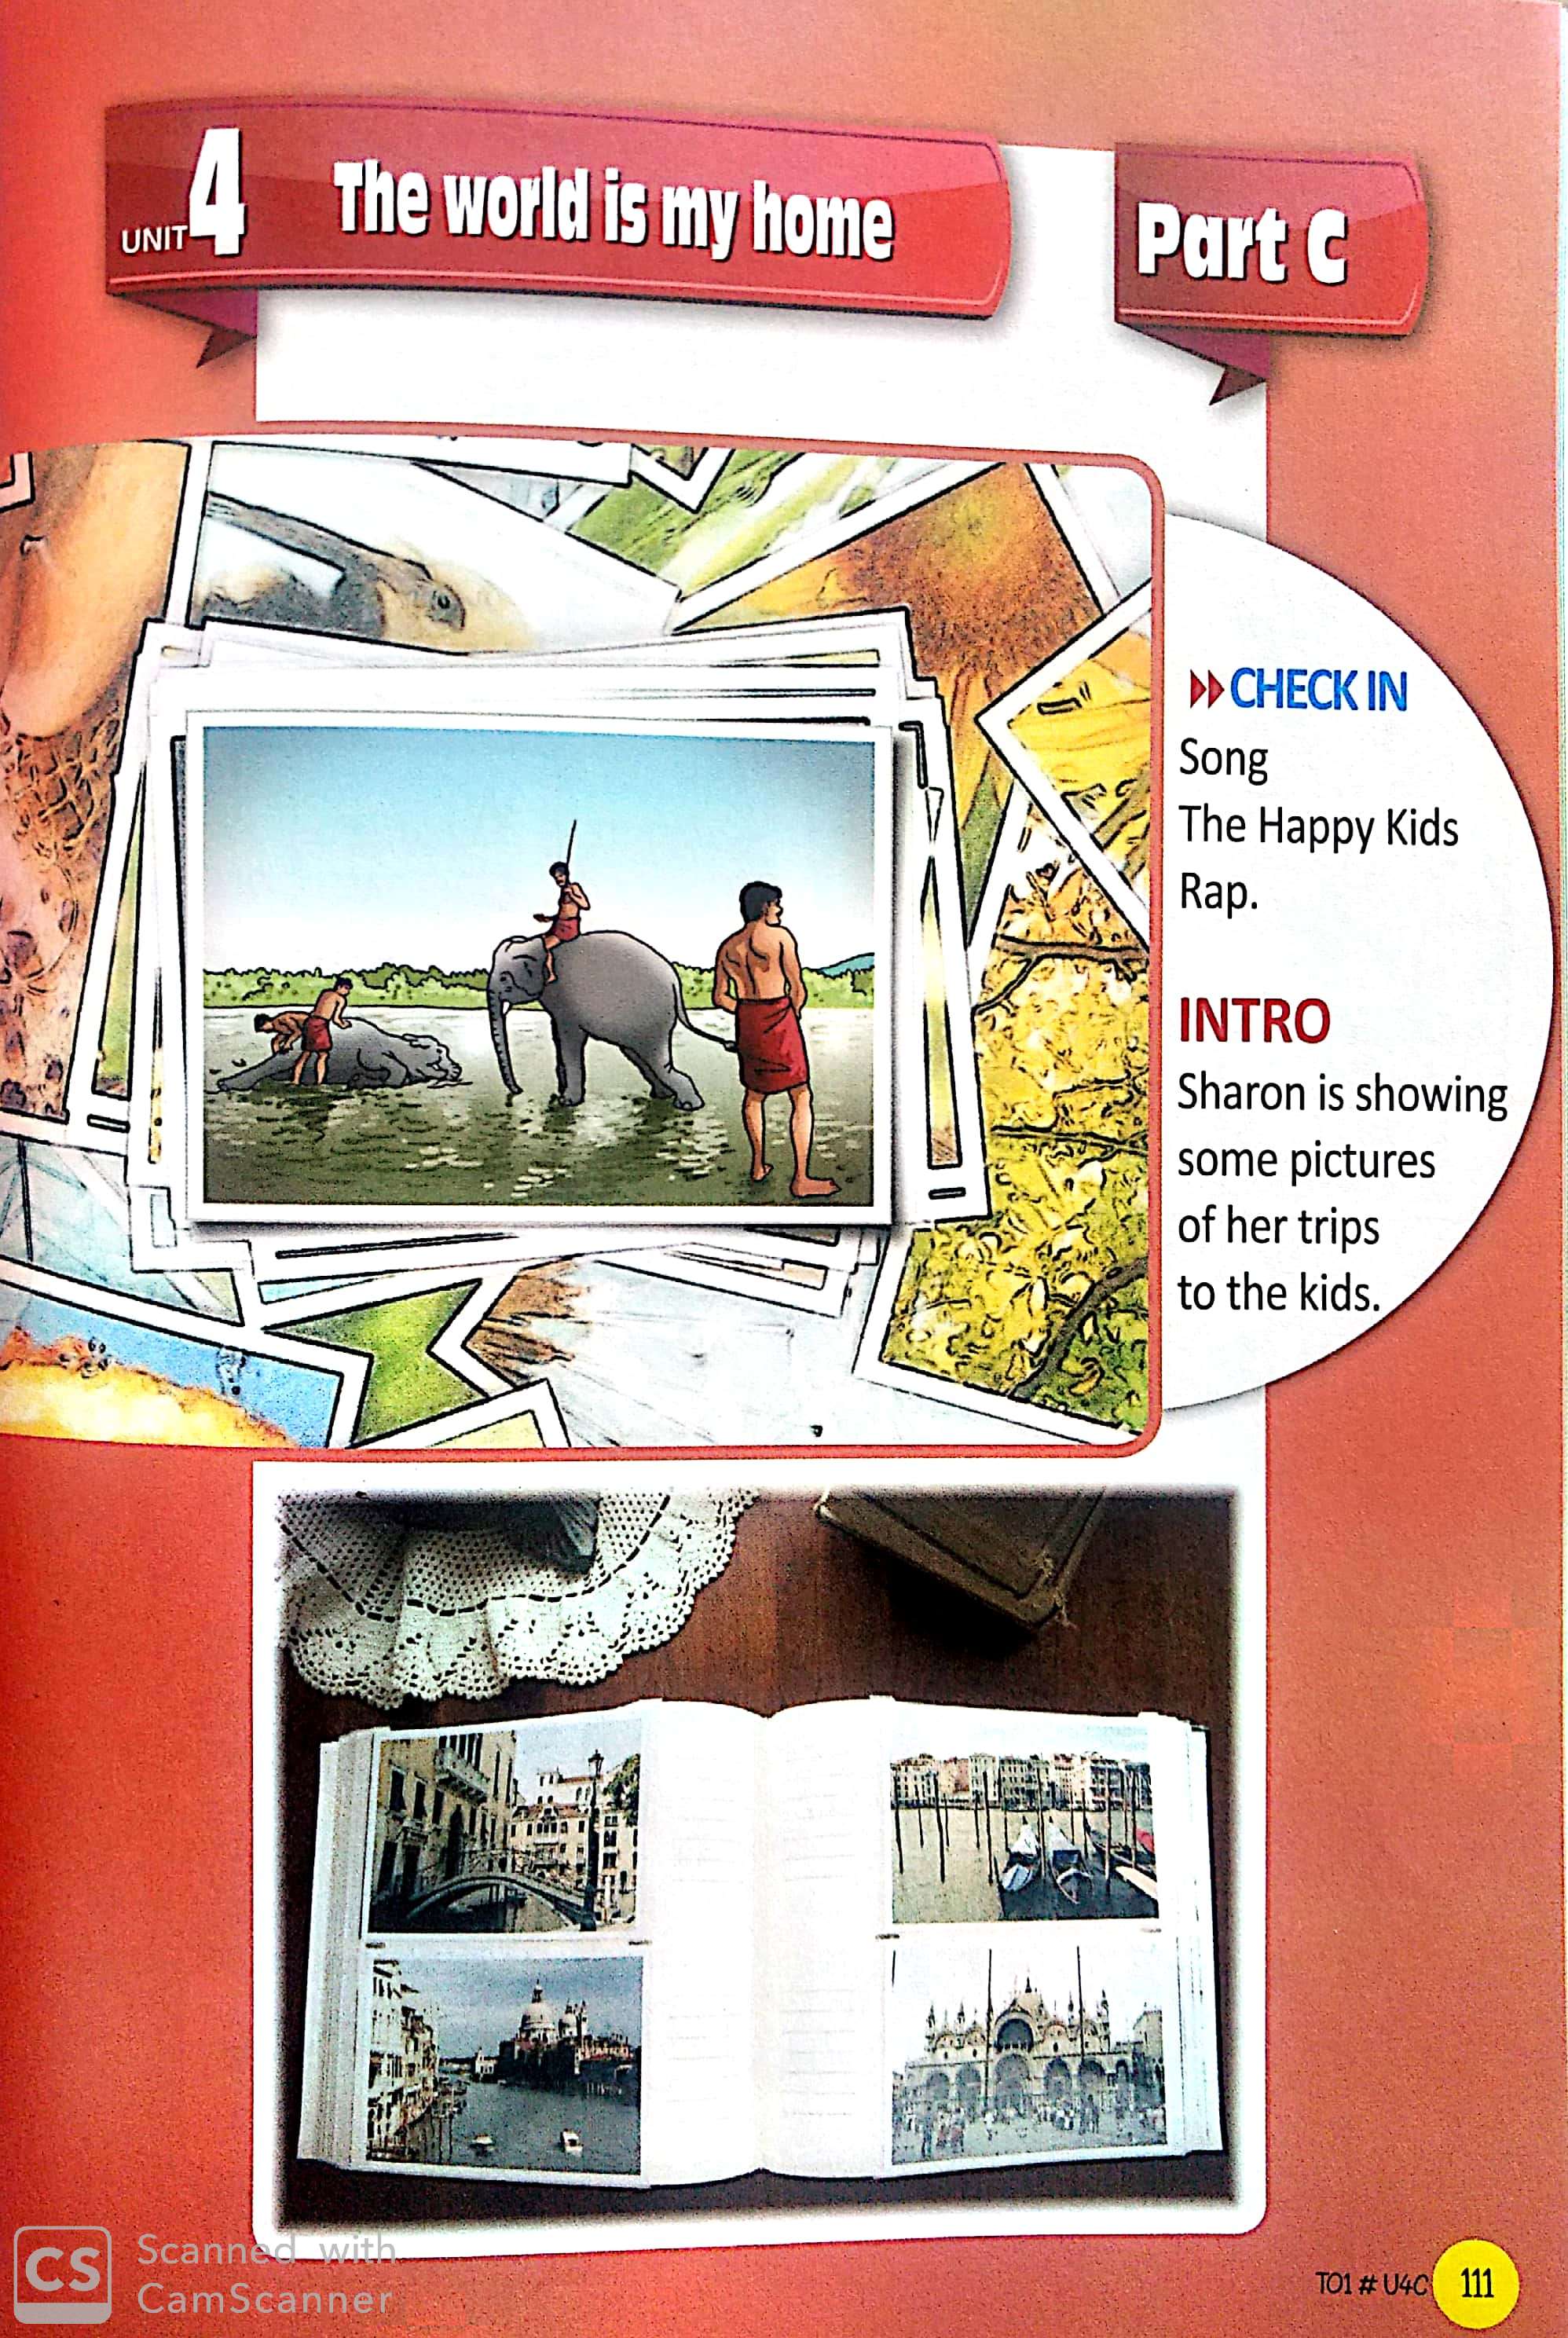 UNIT 4 The world is my home
Part C
CHECK IN
Song
The Happy Kids
Rap.
INTRO
Sharon is showing
some pictures
of her trips
to the kids.
CS Scanned with
CamScanner
TO1 # U4C 111